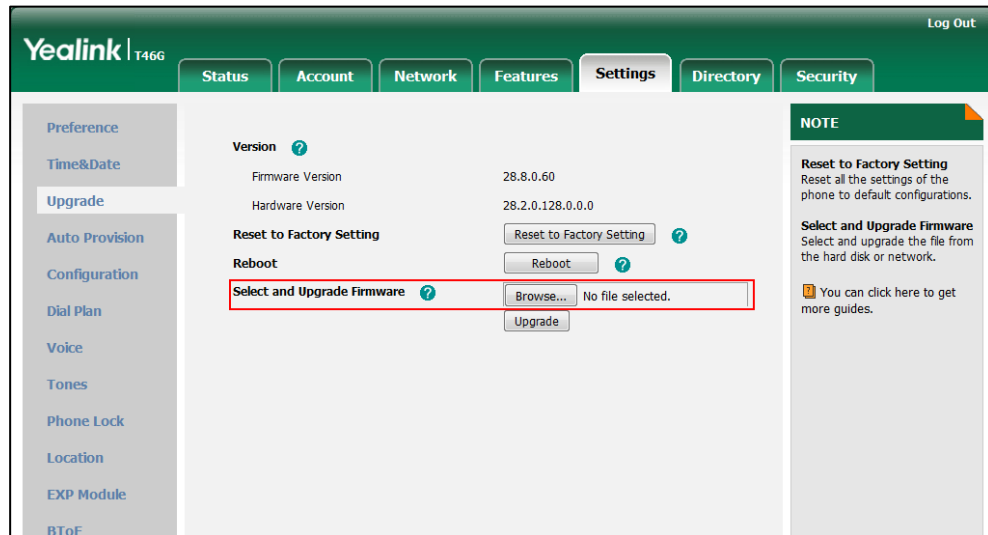 Log Out
Yealink | T46G
Status Account Network Features Settings Directory Security
Preference
Time&Date
Upgrade
Auto Provision
Configuration
Dial Plan
Voice
Tones
Phone Lock
Location
EXP Module
BToE
Version ?
Firmware Version 28.8.0.60
Hardware Version 28.2.0.128.0.0.0
Reset to Factory Setting Reset to Factory Setting ?
Reboot Reboot ?
Select and Upgrade Firmware ? Browse... No file selected.
Upgrade
NOTE
Reset to Factory Setting
Reset all the settings of the
phone to default configurations.
Select and Upgrade Firmware
Select and upgrade the file from
the hard disk or network.
? You can click here to get
more guides.